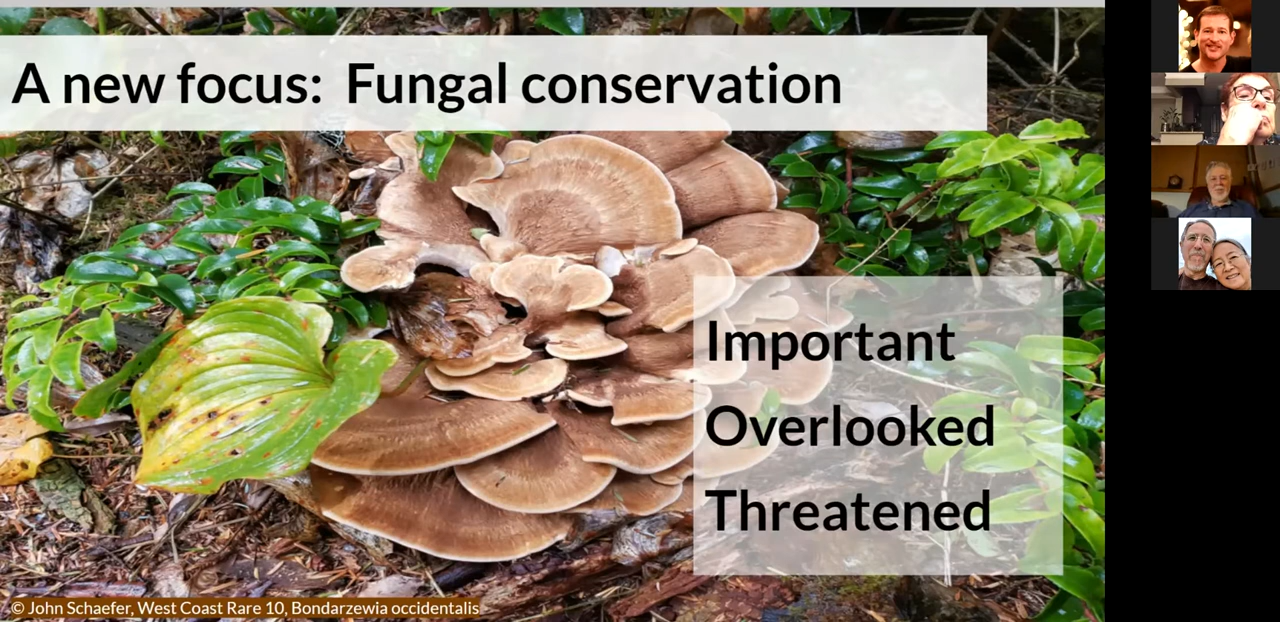 A new focus:  Fungal conservation
Important
Overlooked
Threatened
© John Schaefer, West Coast Rare 10, Bondarzewia occidentalis